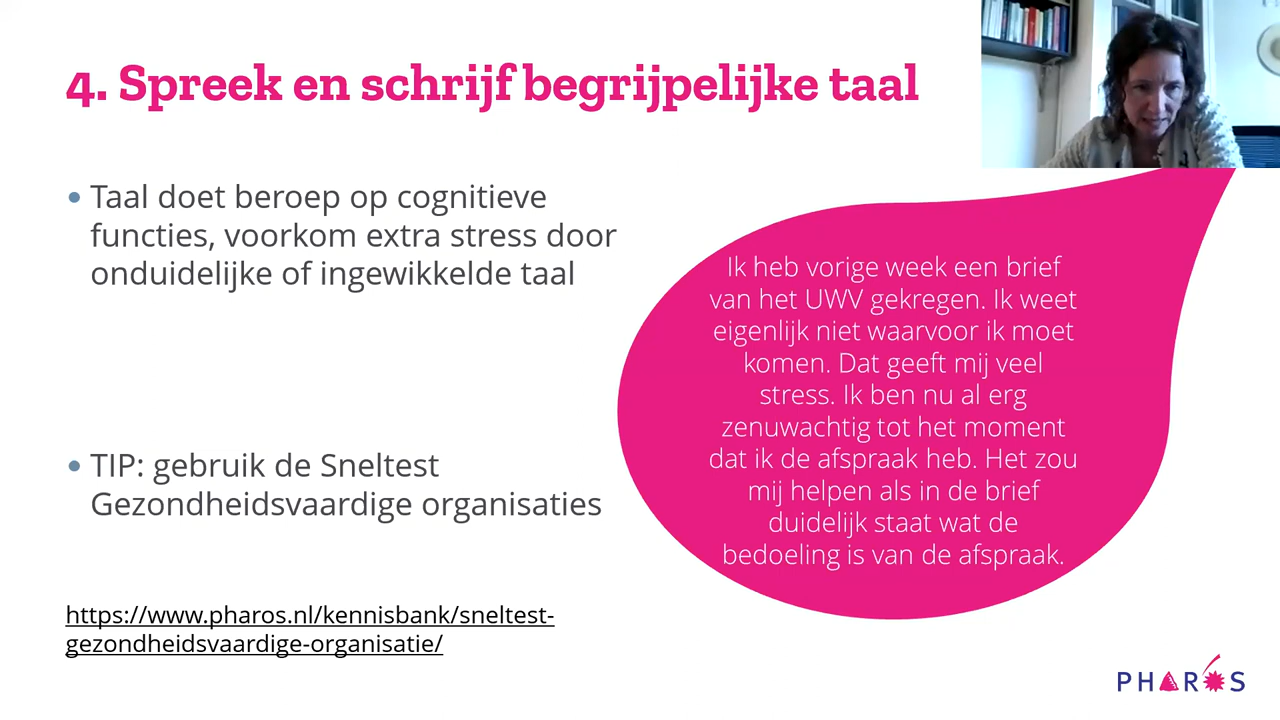 4. Spreek en schrijf begrijpelijke taal
• Taal doet beroep op cognitieve
functies, voorkom extra stress door
onduidelijke of ingewikkelde taal
• TIP: gebruik de Sneltest
Gezondheidsvaardige organisaties
https://www.pharos.nl/kennisbank/sneltest-
gezondheidsvaardige-organisatie/
Ik heb vorige week een brief
van het UWV gekregen. Ik weet
eigenlijk niet waarvoor ik moet
komen. Dat geeft mij veel
stress. Ik ben nu al erg
zenuwachtig tot het moment
dat ik de afspraak heb. Het zou
mij helpen als in de brief
duidelijk staat wat de
bedoeling is van de afspraak.
PHAROS